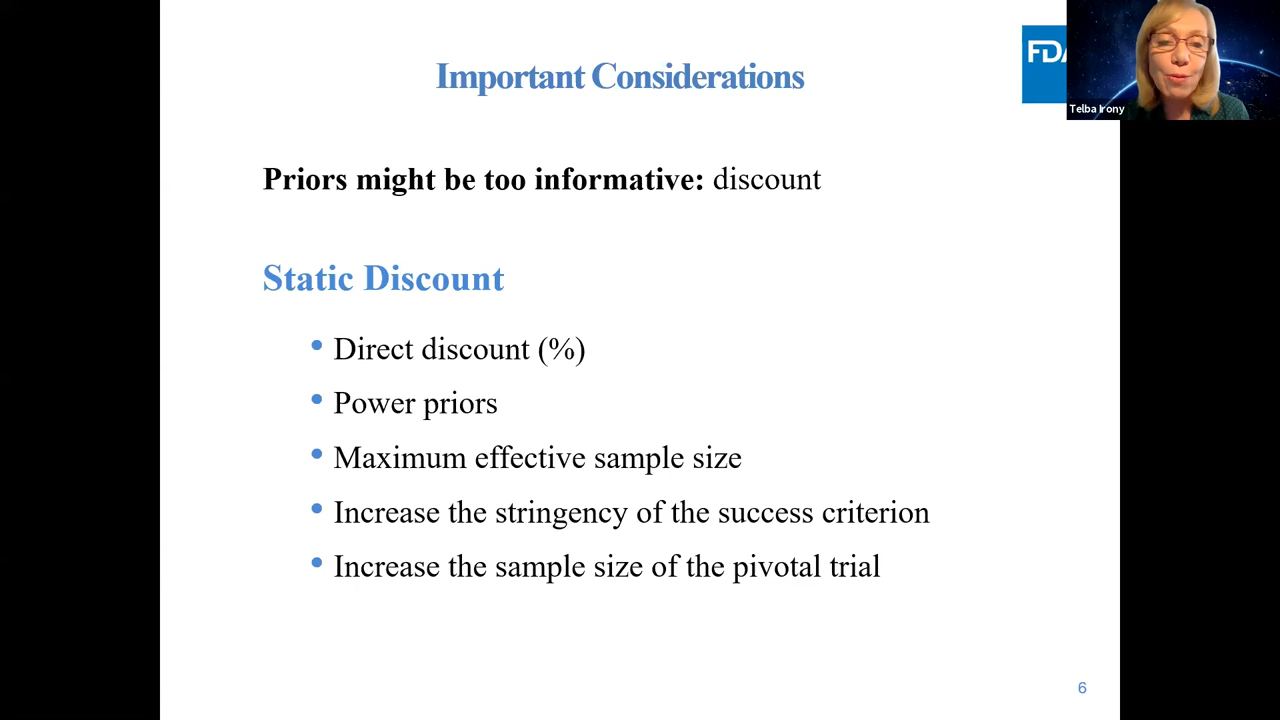 Important Considerations
FDA
Telba Irony
Priors might be too informative: discount
Static Discount
• Direct discount (%)
• Power priors
• Maximum effective sample size
• Increase the stringency of the success criterion
• Increase the sample size of the pivotal trial
6